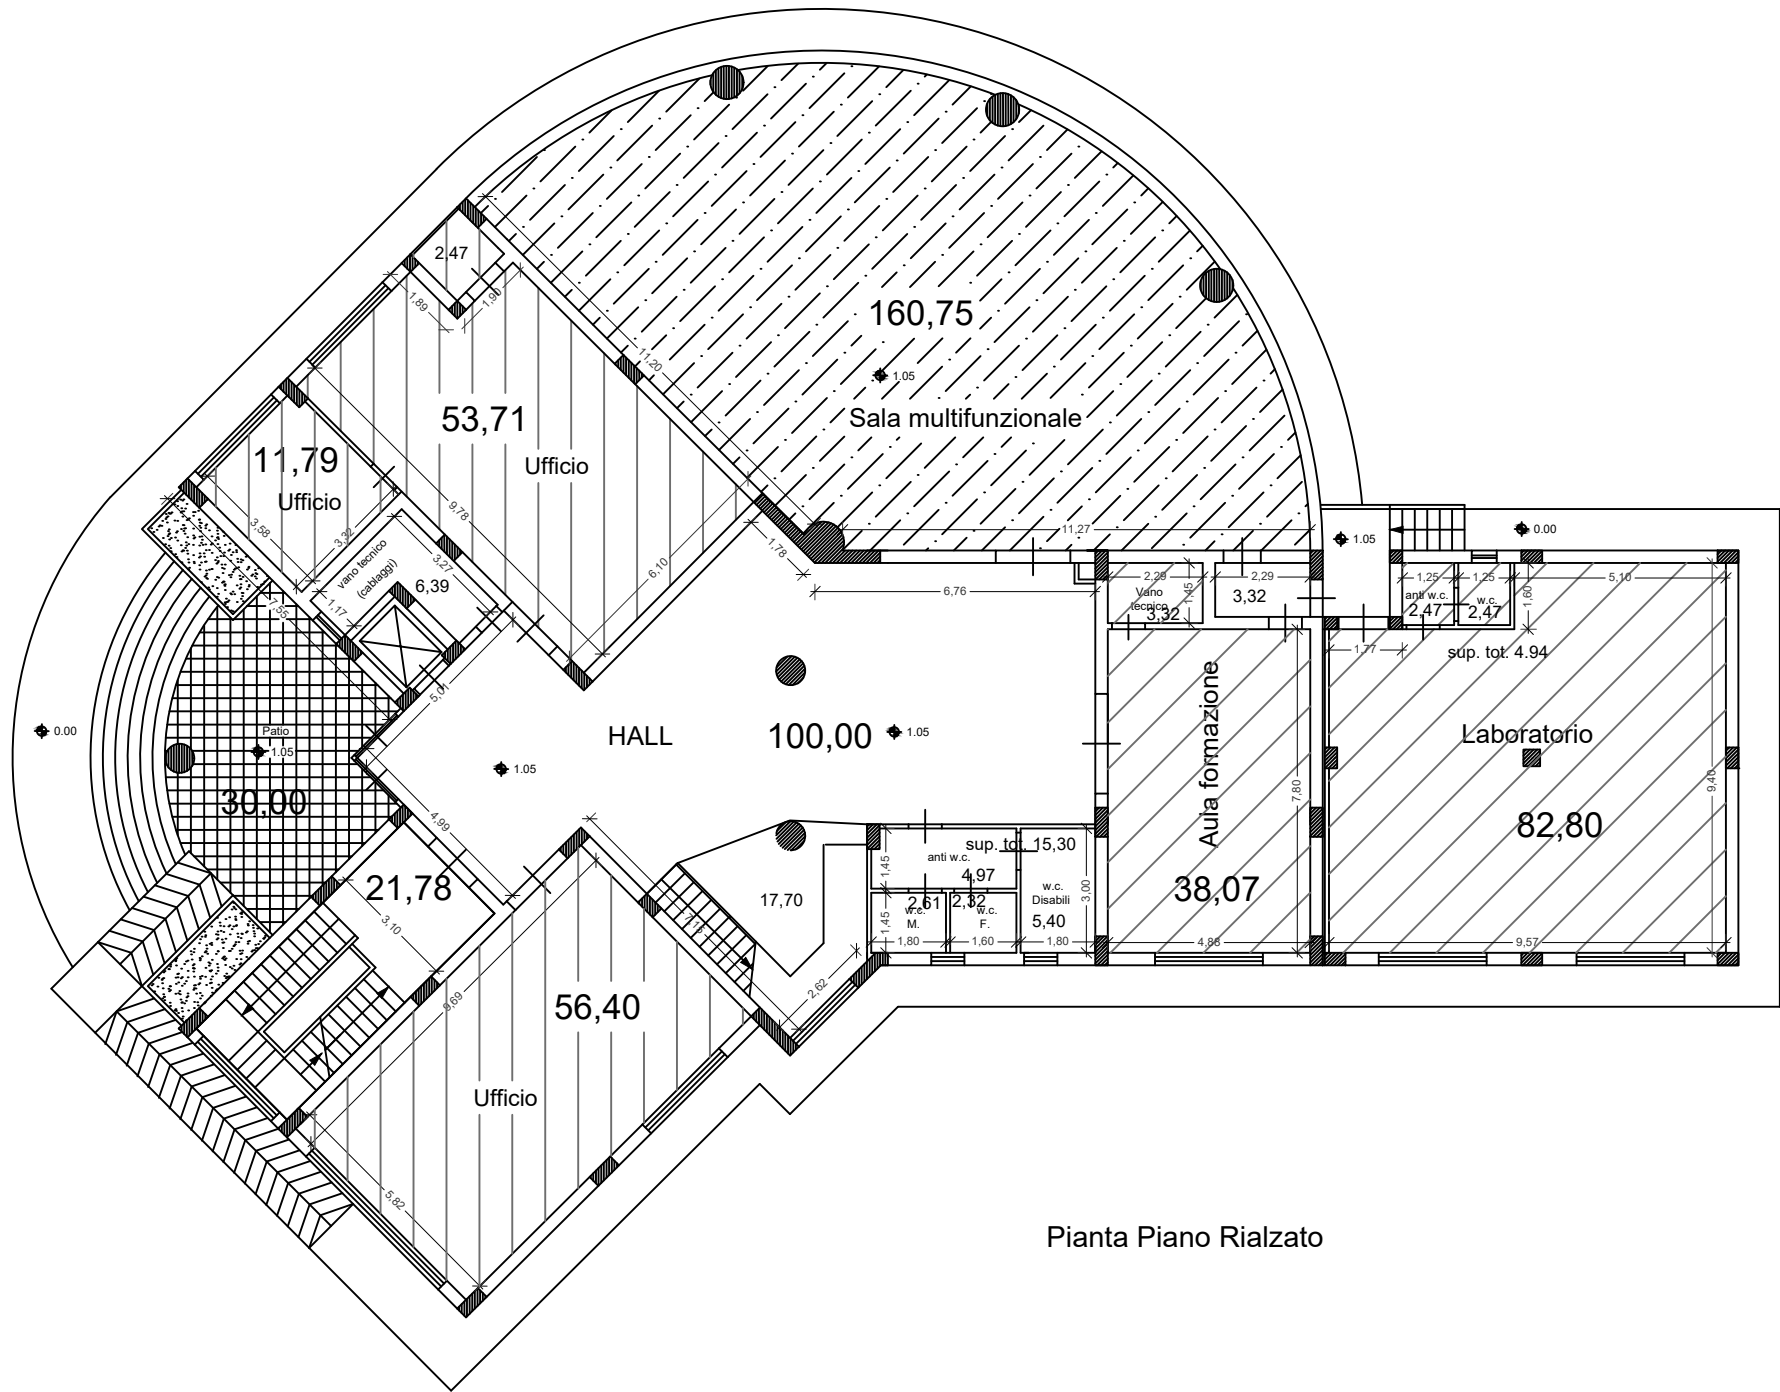 2,47
1,89
1,90
160,75
11,20
1.05
Sala multifunzionale
53,71
Ufficio
11,79
Ufficio
9,78
6,10
3,58
3,32
vano tecnico
(cablaggi)
3,27
6,39
1,17
1,78
11,27
6,76
7,55
5,01
2,29
1,45
Vano
tecnico
3,32
2,29
3,32
1.05
0.00
1,25
1,25
5,10
anti w.c.
2,47
w.c.
2,47
1,60
1,77
sup. tot. 4.94
0.00
Patio
1.05
30,00
HALL
100,00
1.05
1.05
Aula formazione
7,80
38,07
4,88
Laboratorio
9,40
82,80
9,57
4,99
21,78
3,10
sup. tot. 15,30
anti w.c.
1,45
4,97
2,61
w.c.
M.
2,32
w.c.
F.
w.c.
Disabili
5,40
3,00
1,45
1,80
1,60
1,80
17,70
7,15
2,62
9,69
56,40
Ufficio
5,82
Pianta Piano Rialzato